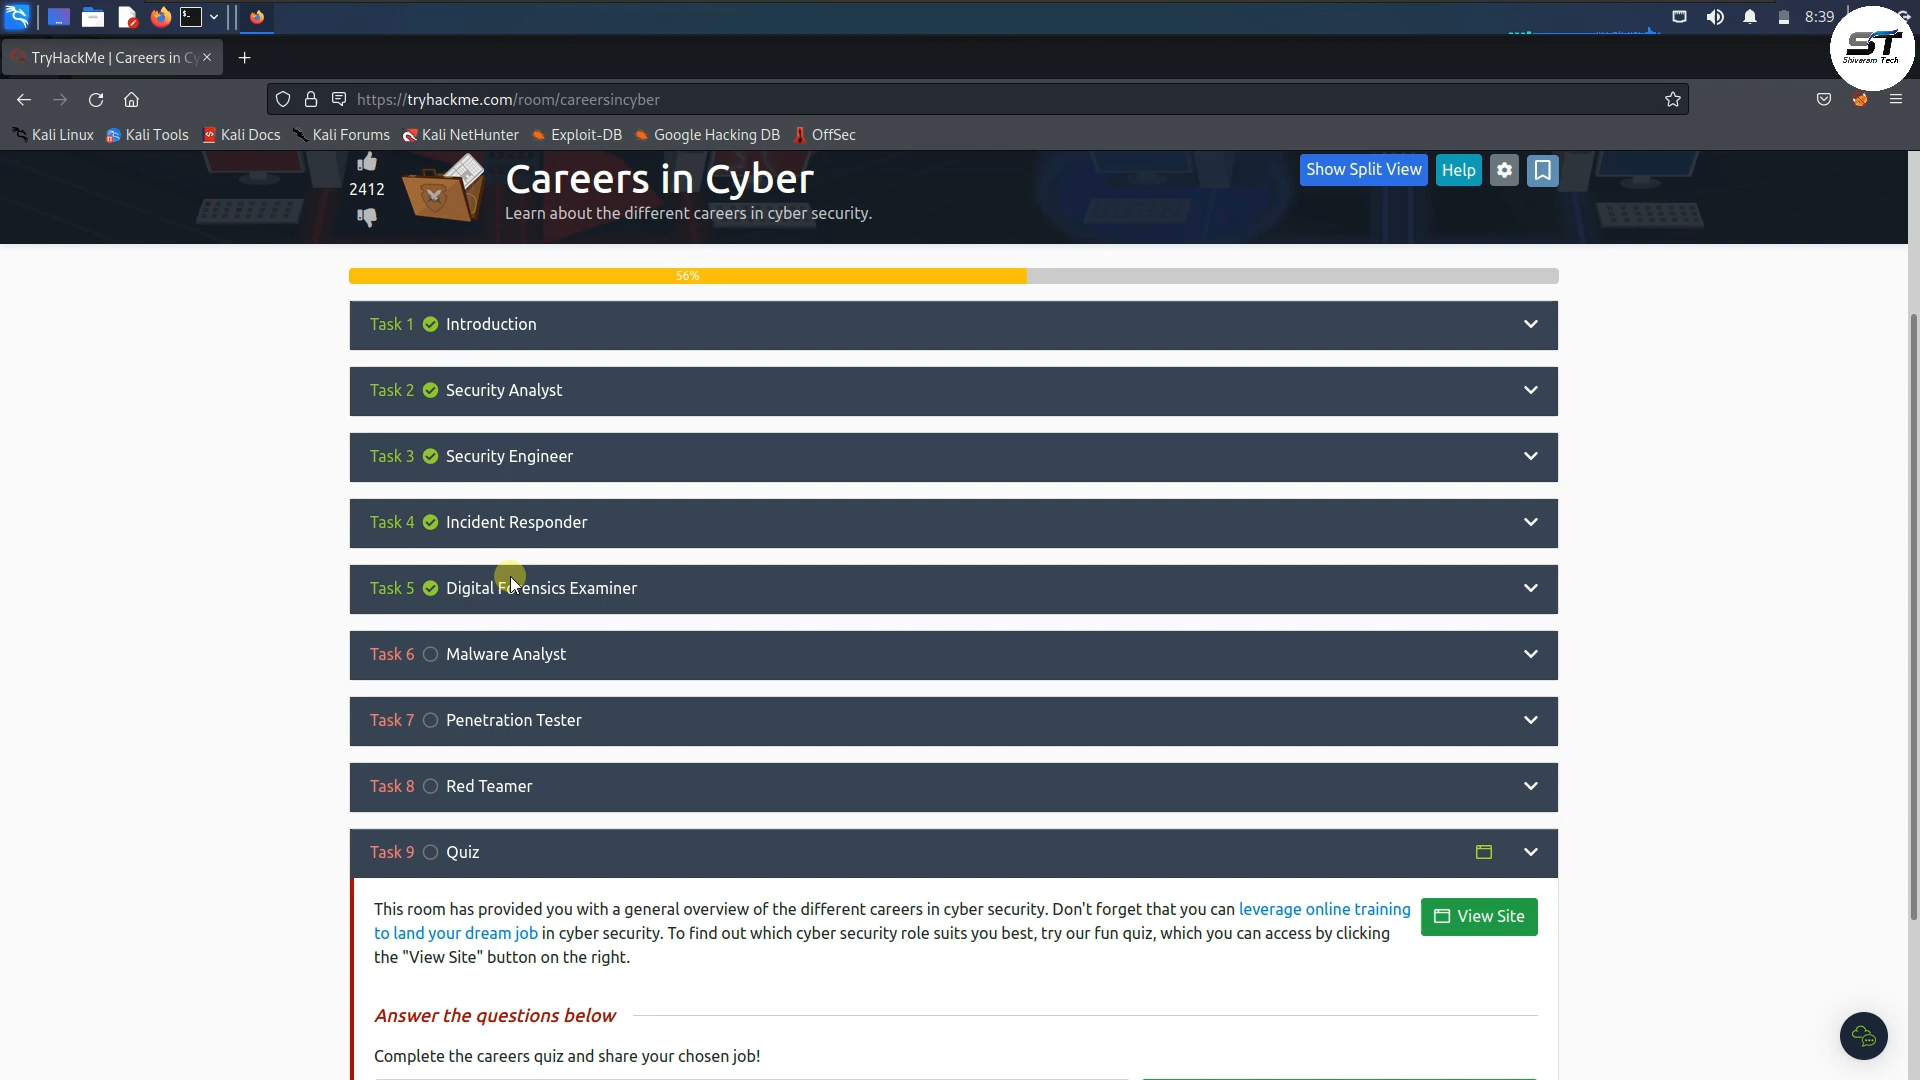 8:39
ST
Shivaram Tech
TryHackMe | Careers in Cy
https://tryhackme.com/room/careersincyber
Kali Linux Kali Tools Kali Docs Kali Forums Kali NetHunter Exploit-DB Google Hacking DB OffSec
2412
Careers in Cyber
Learn about the different careers in cyber security.
Show Split View Help
56%
Task 1 Introduction
Task 2 Security Analyst
Task 3 Security Engineer
Task 4 Incident Responder
Task 5 Digital Forensics Examiner
Task 6 Malware Analyst
Task 7 Penetration Tester
Task 8 Red Teamer
Task 9 Quiz
This room has provided you with a general overview of the different careers in cyber security. Don't forget that you can leverage online training
to land your dream job in cyber security. To find out which cyber security role suits you best, try our fun quiz, which you can access by clicking
the "View Site" button on the right.
View Site
Answer the questions below
Complete the careers quiz and share your chosen job!